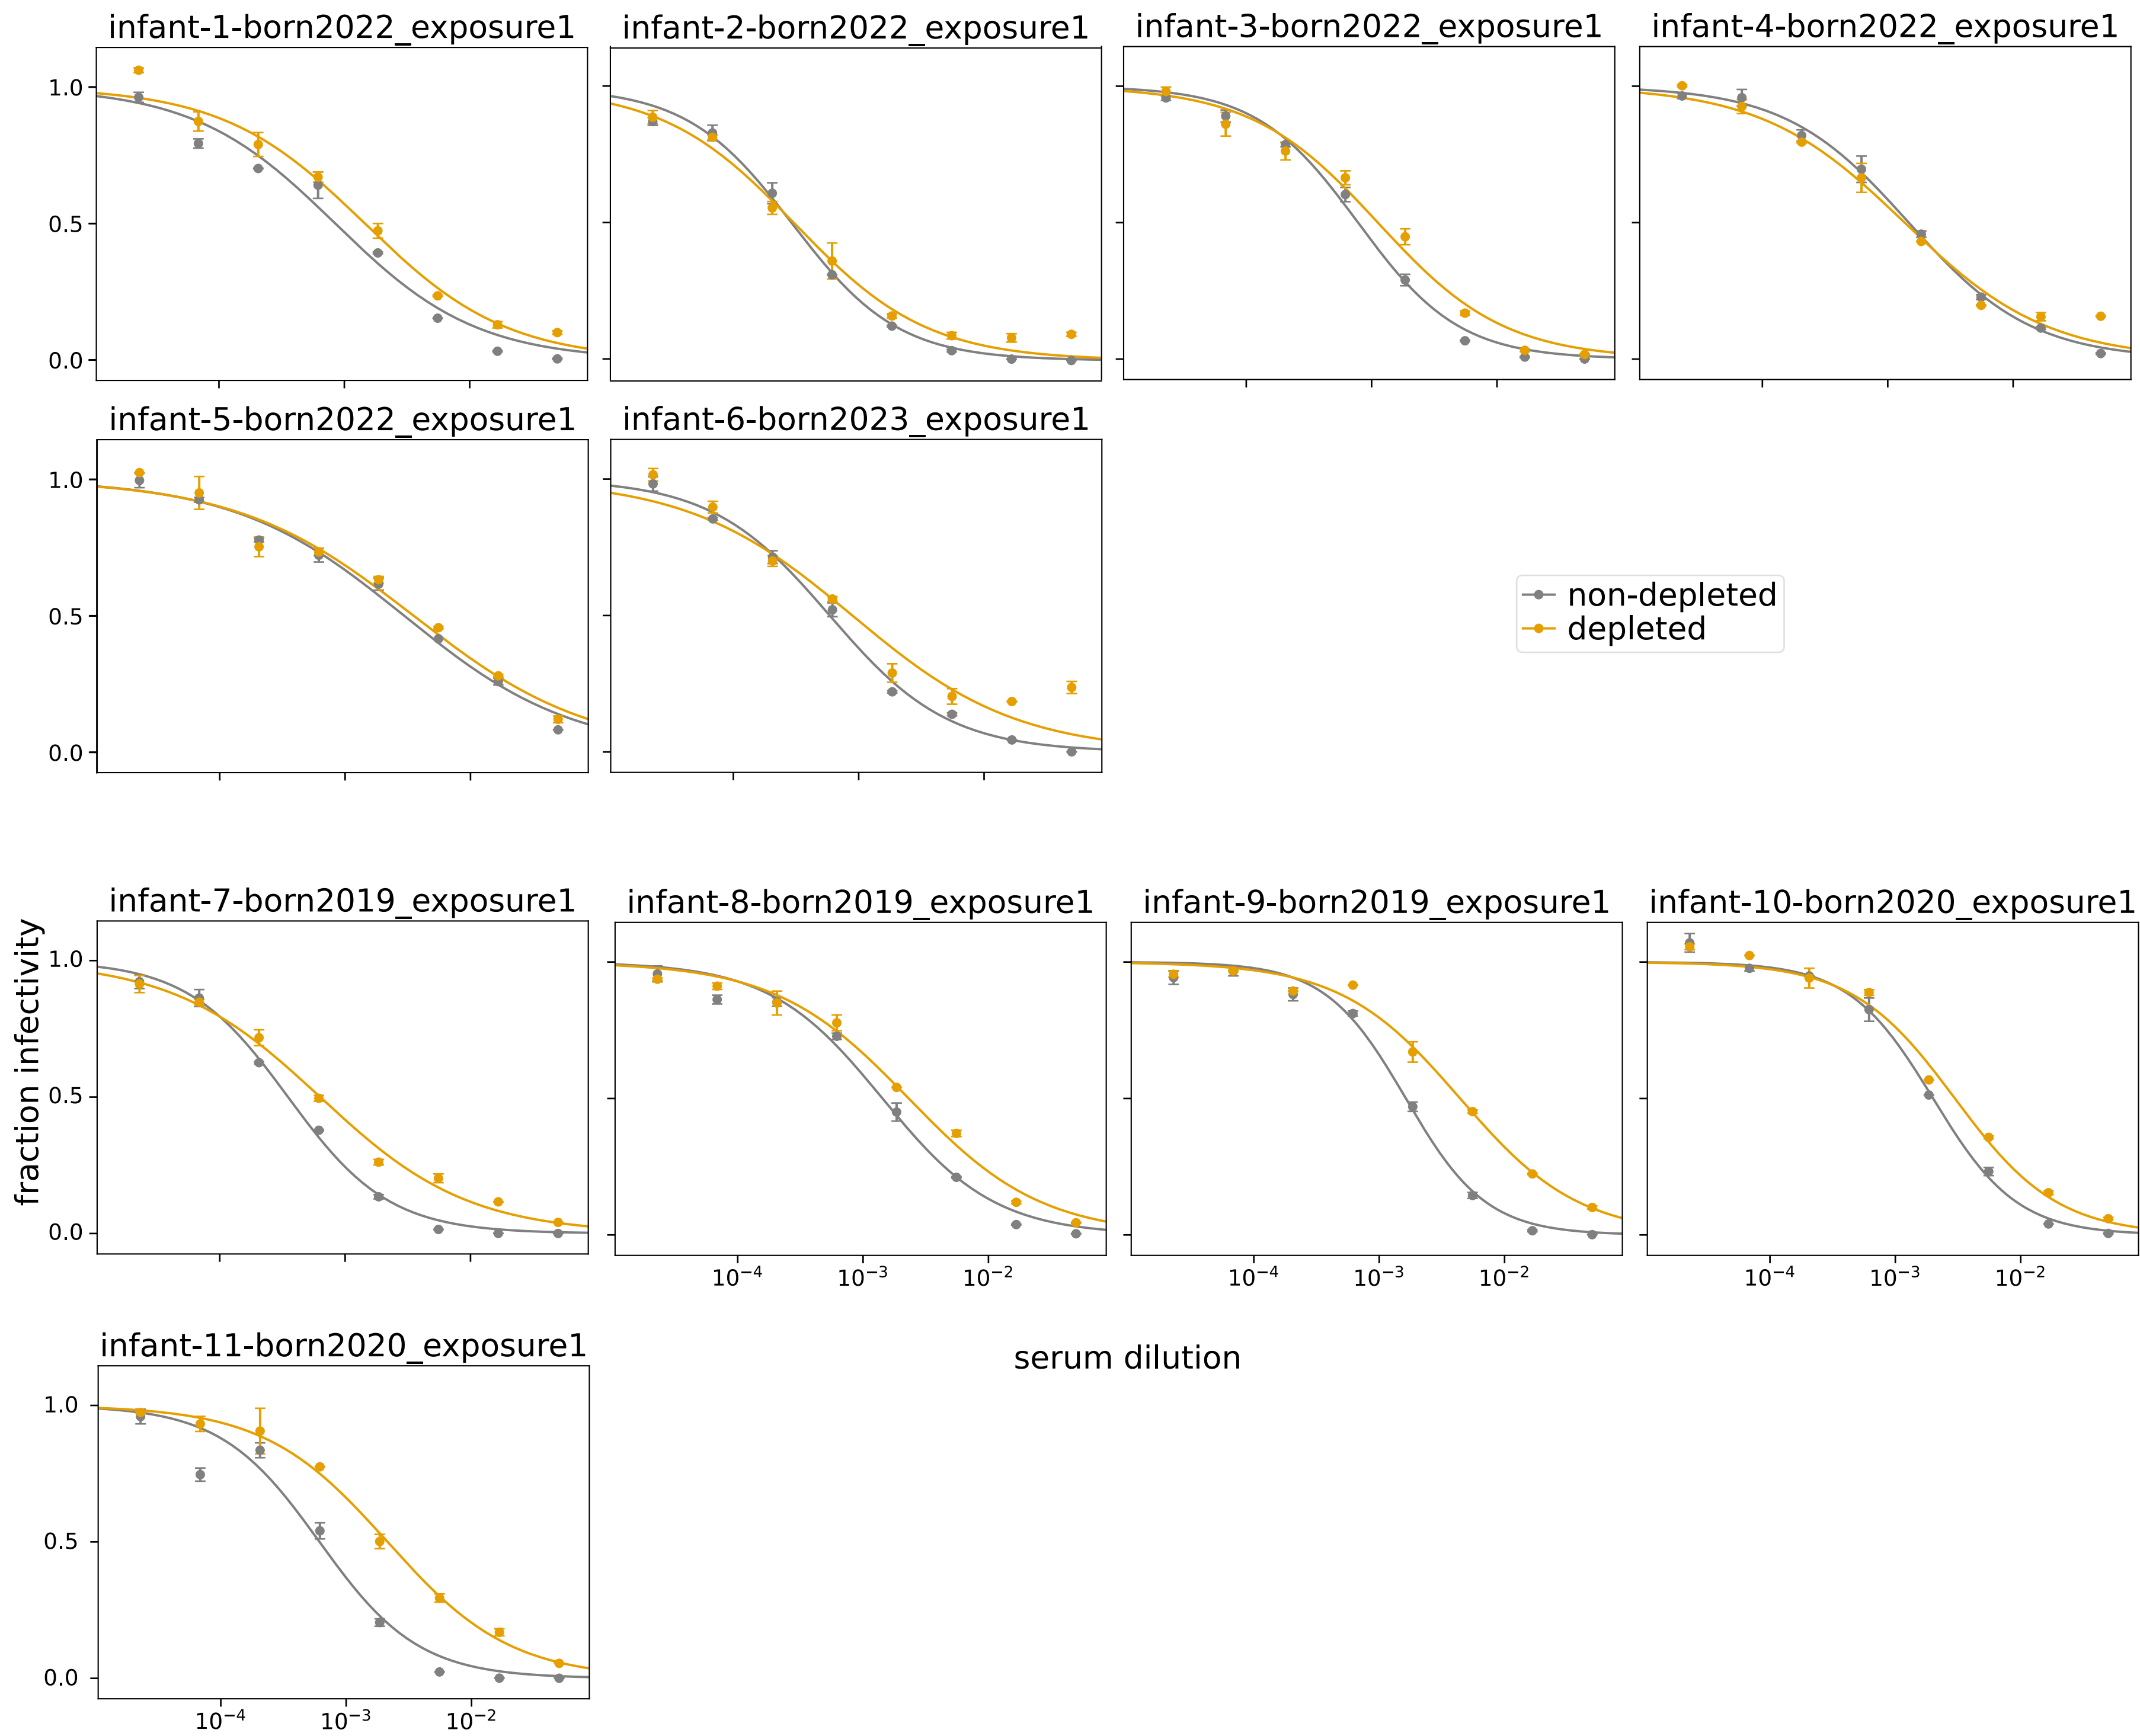 infant-1-born2022_exposure1
infant-2-born2022_exposure1
infant-3-born2022_exposure1
infant-4-born2022_exposure1
1.0
0.5
0.0
infant-5-born2022_exposure1
infant-6-born2023_exposure1
1.0
0.5
0.0
non-depleted
depleted
infant-7-born2019_exposure1
infant-8-born2019_exposure1
infant-9-born2019_exposure1
infant-10-born2020_exposure1
fraction infectivity
1.0
0.5
0.0
10⁻⁴ 10⁻³ 10⁻²
10⁻⁴ 10⁻³ 10⁻²
10⁻⁴ 10⁻³ 10⁻²
infant-11-born2020_exposure1
serum dilution
1.0
0.5
0.0
10⁻⁴ 10⁻³ 10⁻²